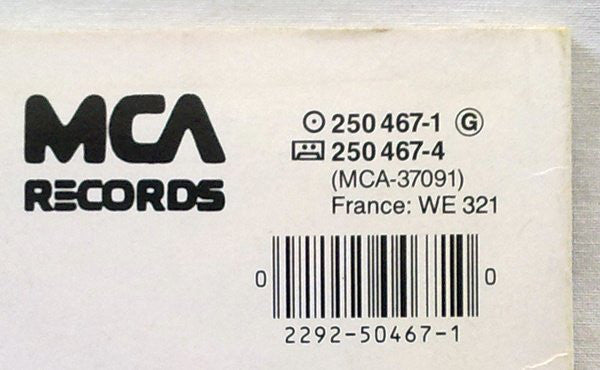 MCA
RECORDS
250 467-1 G
250 467-4
(MCA-37091)
France: WE 321
0 0
2292-50467-1